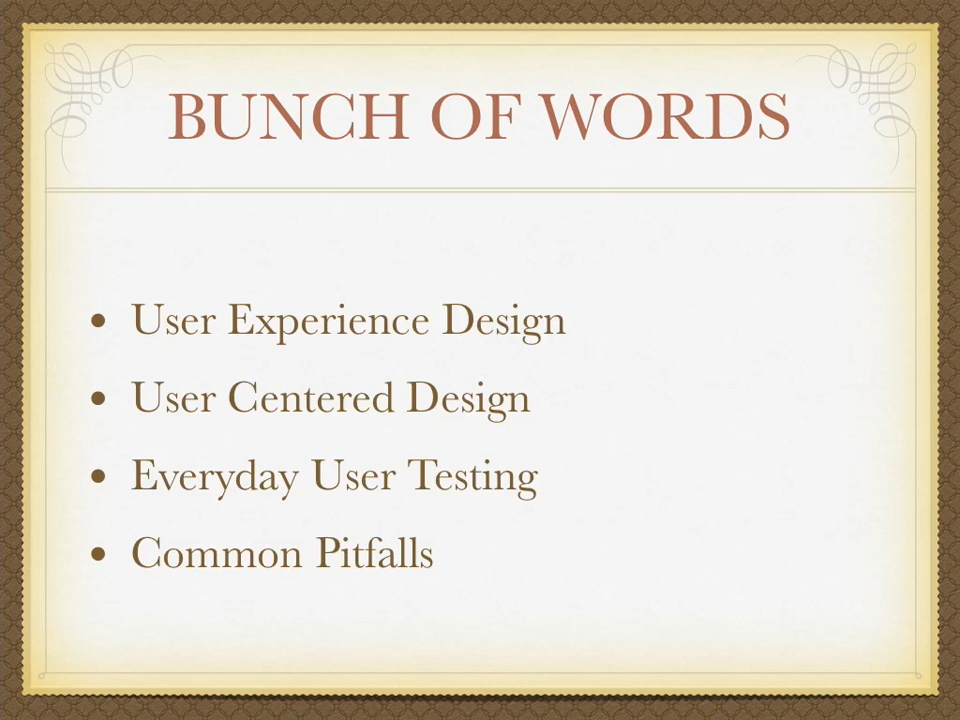 BUNCH OF WORDS
• User Experience Design
• User Centered Design
• Everyday User Testing
• Common Pitfalls